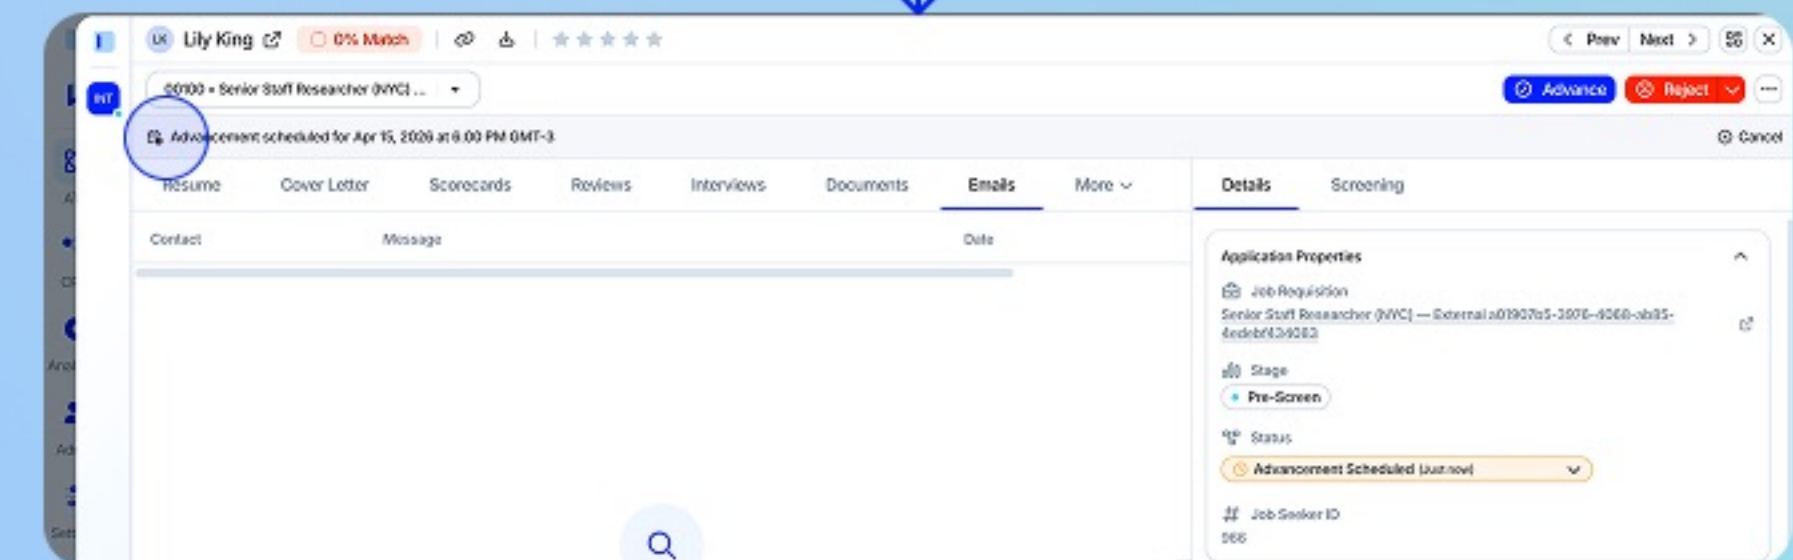 LK Lily King 0% Match Prev Next
INT
00100 • Senior Staff Researcher (NYC) ...
Advance Reject
Advancement scheduled for Apr 15, 2026 at 6:00 PM GMT-3
Cancel
Resume Cover Letter Scorecards Reviews Interviews Documents Emails More
Details Screening
Contact Message Date
Application Properties
Job Requisition
Senior Staff Researcher (NYC) — External
Stage
Pre-Screen
Status
Advancement Scheduled (Just now)
Job Seeker ID
966